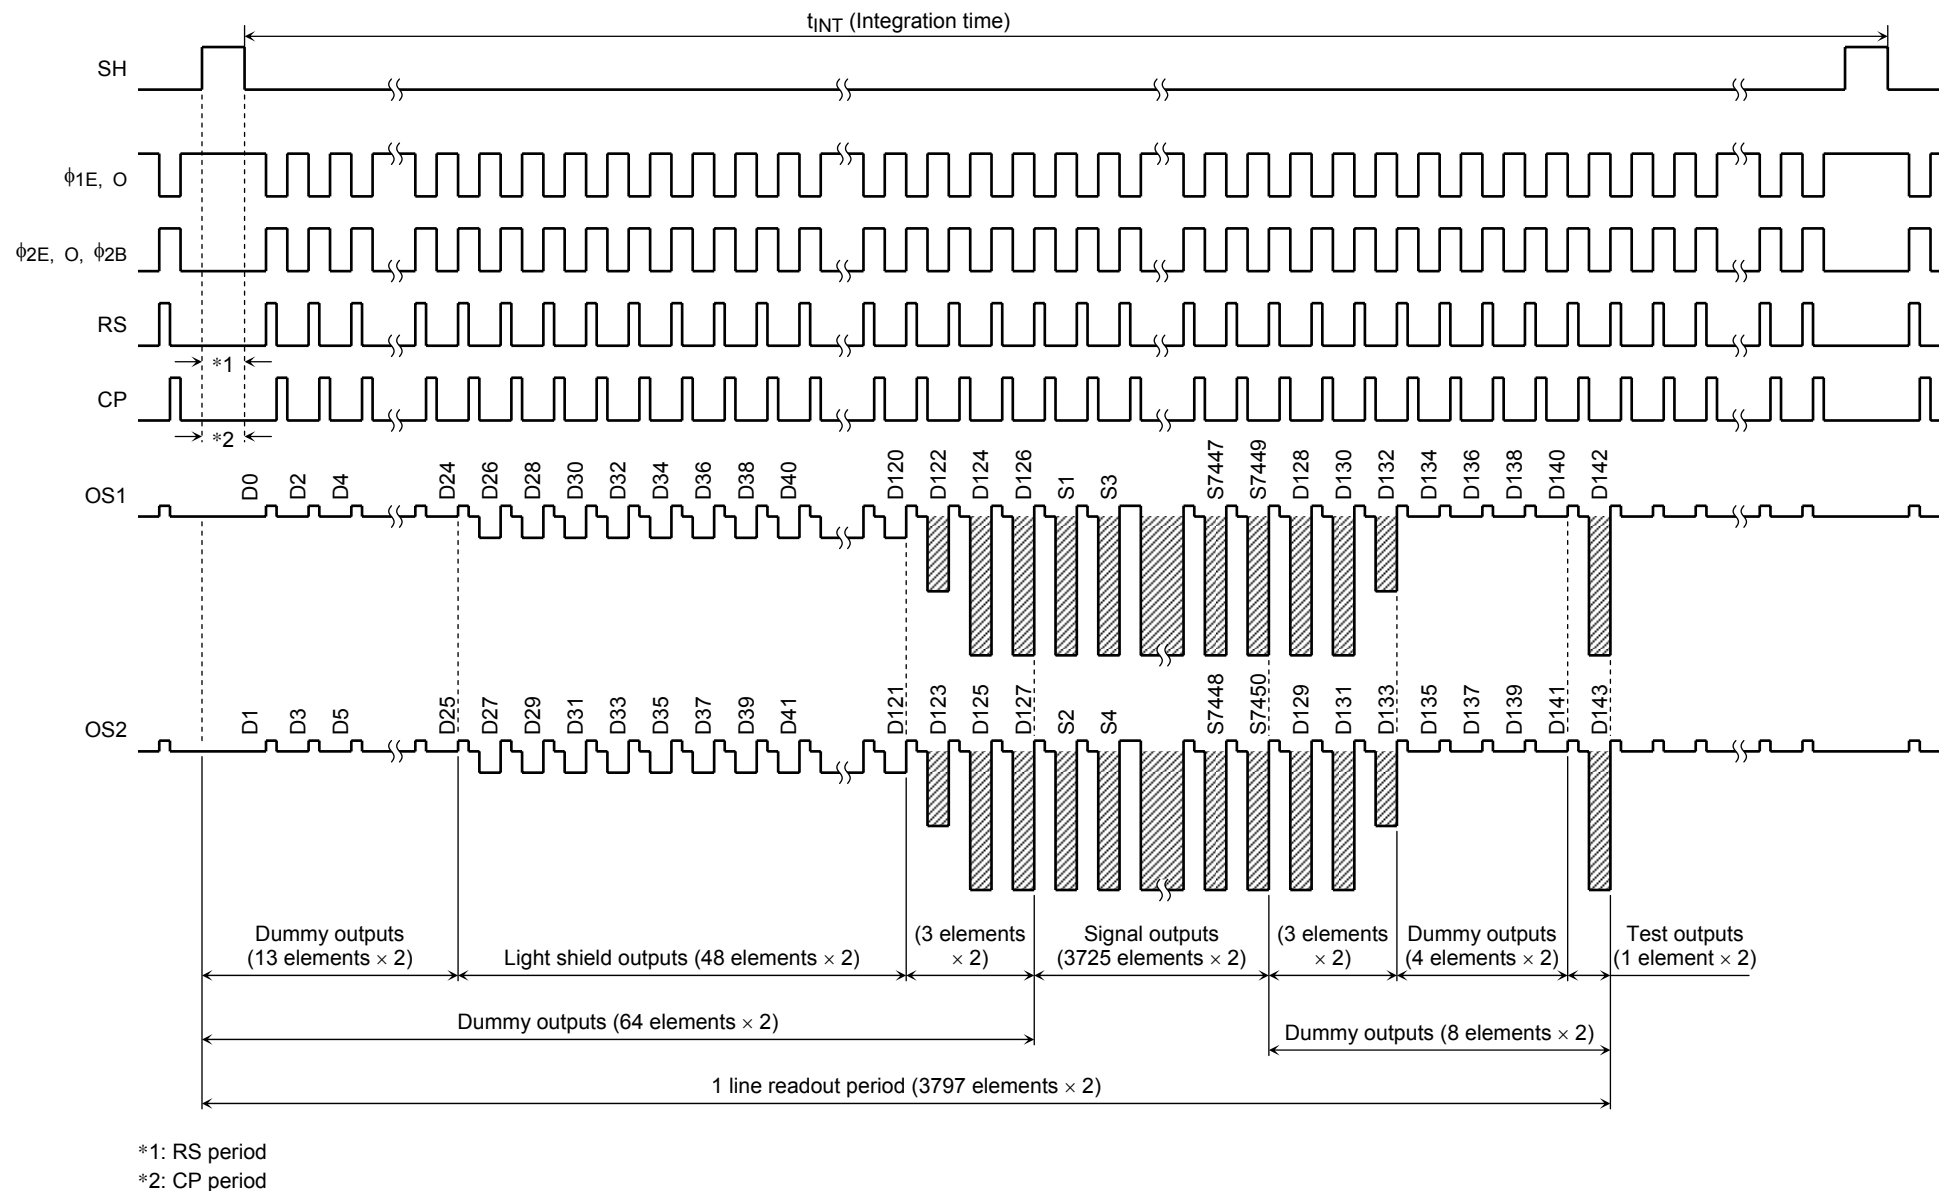 tINT (Integration time)
SH
ϕ1E, O
ϕ2E, O, ϕ2B
RS
*1
CP
*2
OS1
D0 D2 D4 D24 D26 D28 D30 D32 D34 D36 D38 D40 D120 D122 D124 D126 S1 S3 S7447 S7449 D128 D130 D132 D134 D136 D138 D140 D142
OS2
D1 D3 D5 D25 D27 D29 D31 D33 D35 D37 D39 D41 D121 D123 D125 D127 S2 S4 S7448 S7450 D129 D131 D133 D135 D137 D139 D141 D143
Dummy outputs
(13 elements × 2)
Light shield outputs (48 elements × 2)
(3 elements
× 2)
Signal outputs
(3725 elements × 2)
(3 elements
× 2)
Dummy outputs
(4 elements × 2)
Test outputs
(1 element × 2)
Dummy outputs (64 elements × 2)
Dummy outputs (8 elements × 2)
1 line readout period (3797 elements × 2)
*1: RS period
*2: CP period